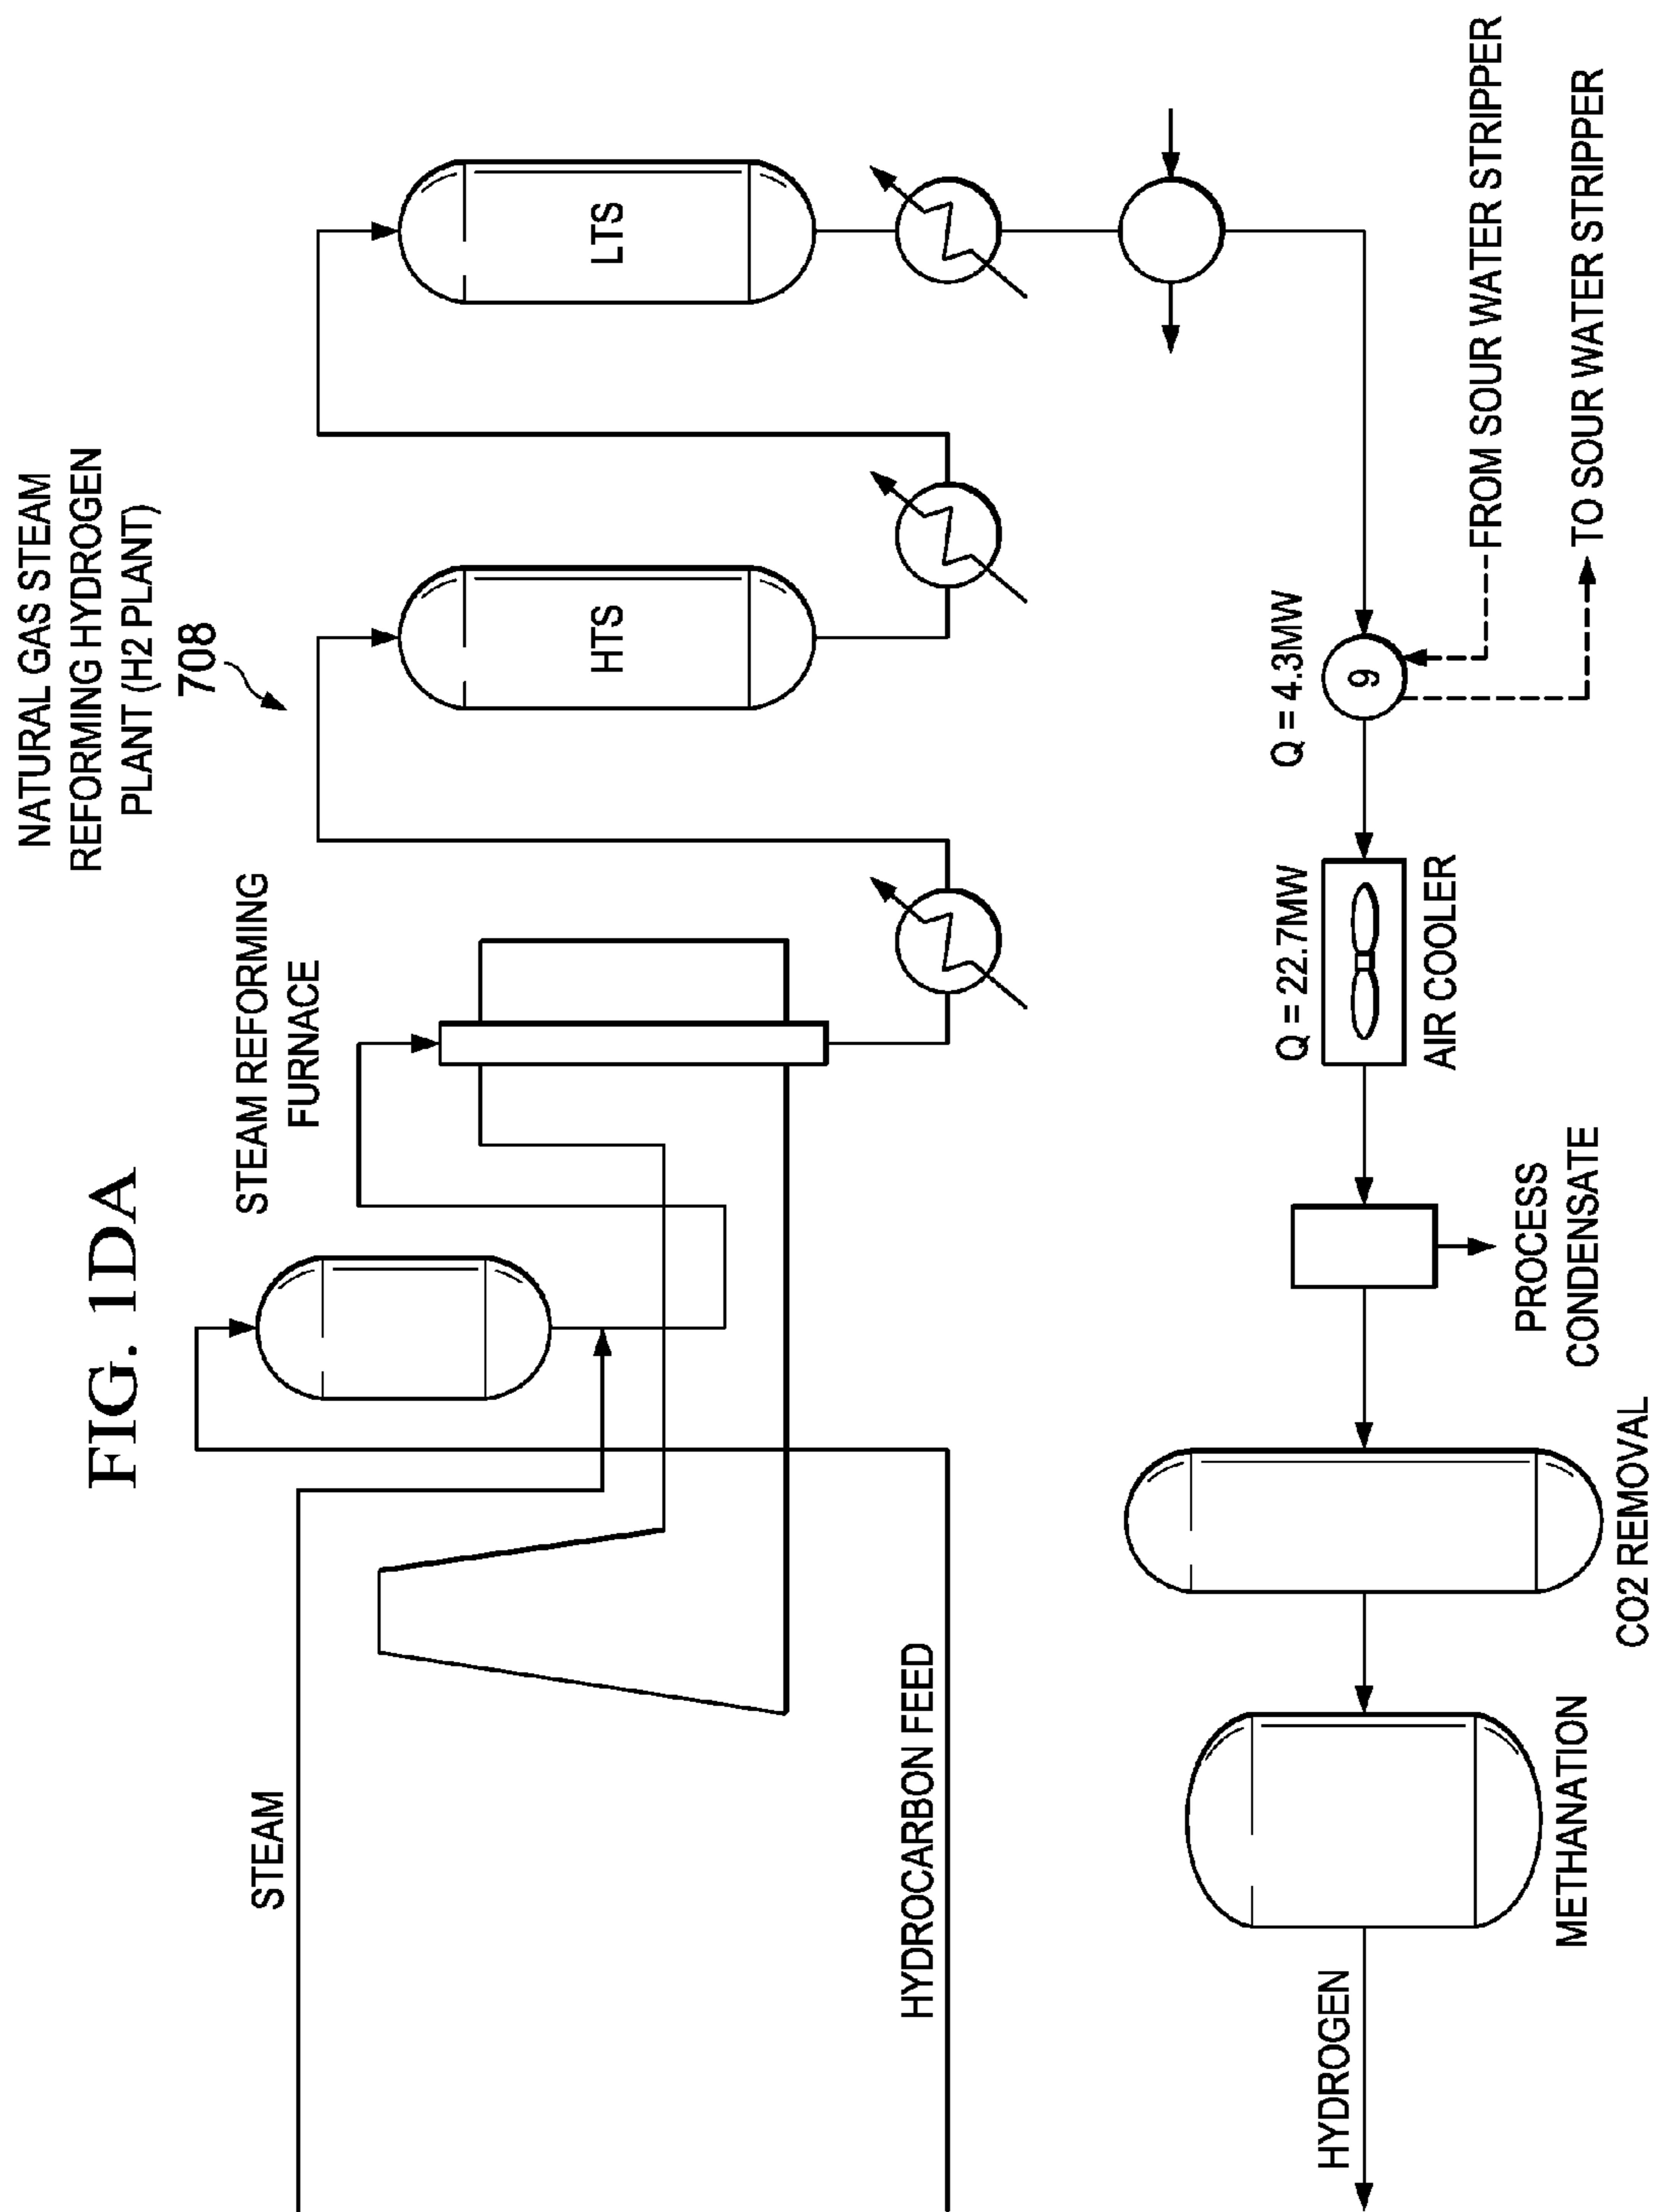 FIG. 1DA
NATURAL GAS STEAM
REFORMING HYDROGEN
PLANT (H2 PLANT)
708
STEAM
STEAM REFORMING
FURNACE
HTS
LTS
HYDROCARBON FEED
HYDROGEN
METHANATION
CO2 REMOVAL
PROCESS
CONDENSATE
Q = 22.7MW
AIR COOLER
Q = 4.3MW
9
FROM SOUR WATER STRIPPER
TO SOUR WATER STRIPPER